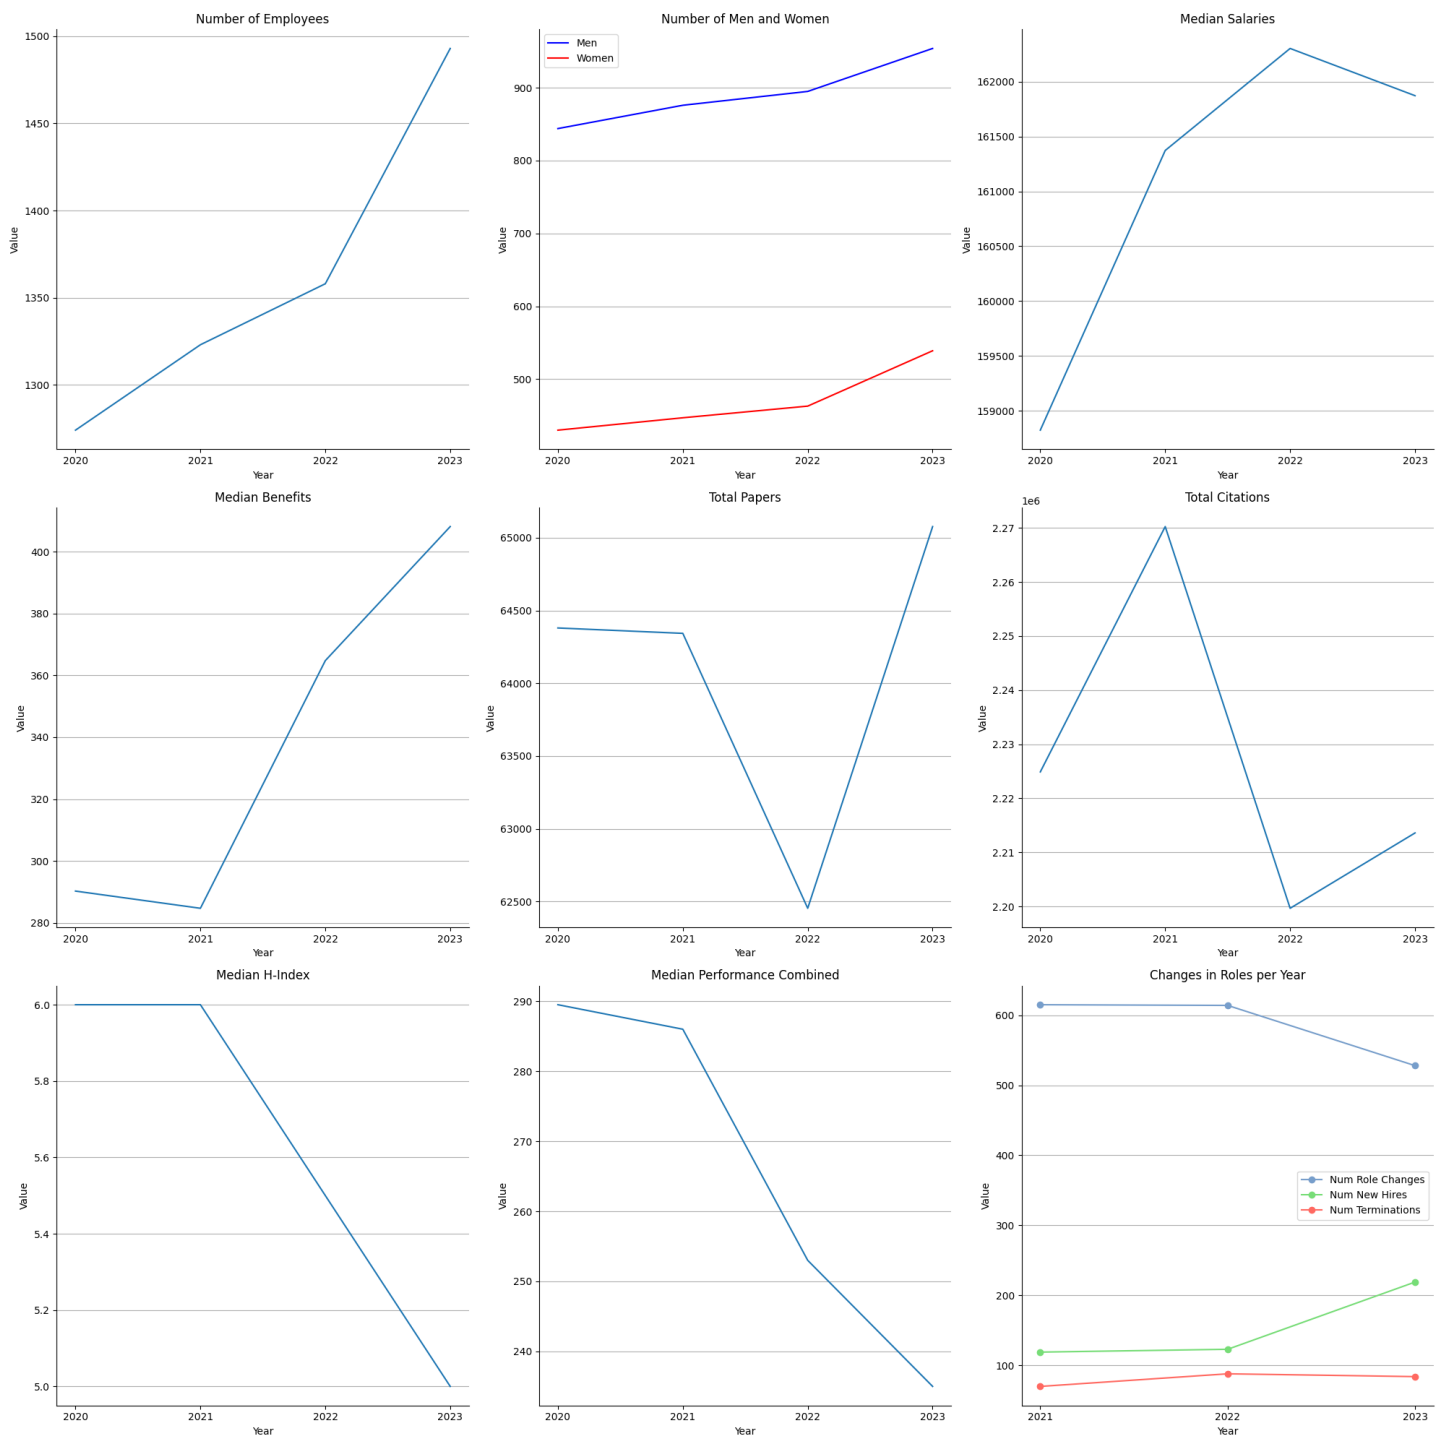 Number of Employees
1500
1450
1400
1350
1300
Value
2020 2021 2022 2023
Year
Number of Men and Women
Men
Women
900
800
700
600
500
Value
2020 2021 2022 2023
Year
Median Salaries
162000
161500
161000
160500
160000
159500
159000
Value
2020 2021 2022 2023
Year
Median Benefits
400
380
360
340
320
300
280
Value
2020 2021 2022 2023
Year
Total Papers
65000
64500
64000
63500
63000
62500
Value
2020 2021 2022 2023
Year
Total Citations
1e6
2.27
2.26
2.25
2.24
2.23
2.22
2.21
2.20
Value
2020 2021 2022 2023
Year
Median H-Index
6.0
5.8
5.6
5.4
5.2
5.0
Value
2020 2021 2022 2023
Year
Median Performance Combined
290
280
270
260
250
240
Value
2020 2021 2022 2023
Year
Changes in Roles per Year
600
500
400
300
200
100
Value
Num Role Changes
Num New Hires
Num Terminations
2021 2022 2023
Year